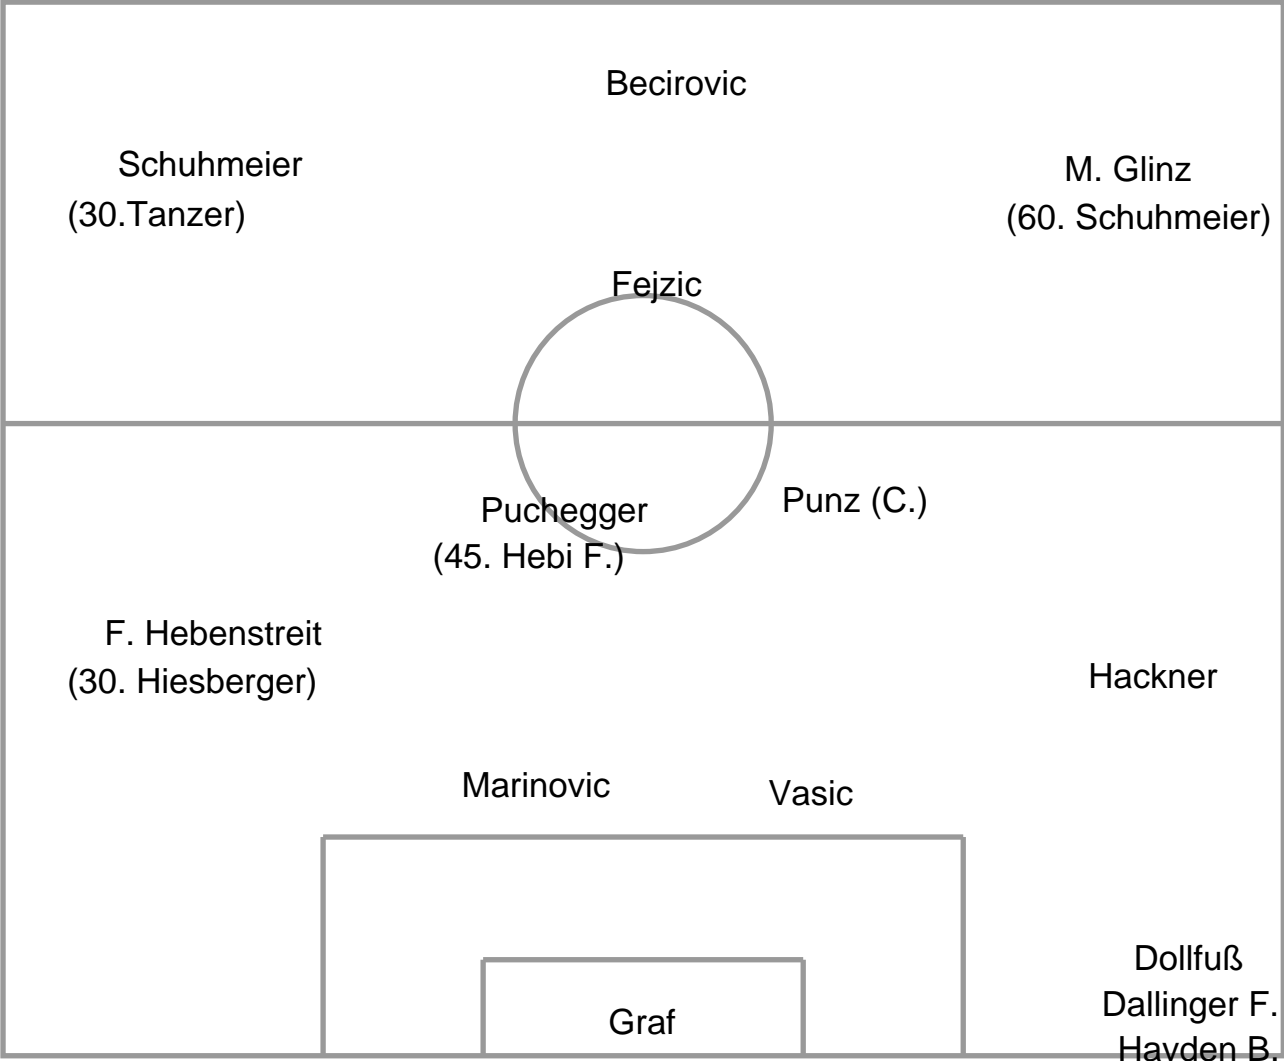 Becirovic
Schuhmeier
(30.Tanzer)
M. Glinz
(60. Schuhmeier)
Fejzic
Puchegger
(45. Hebi F.)
Punz (C.)
F. Hebenstreit
(30. Hiesberger)
Hackner
Marinovic
Vasic
Graf
Dollfuß
Dallinger F.
Hayden B.